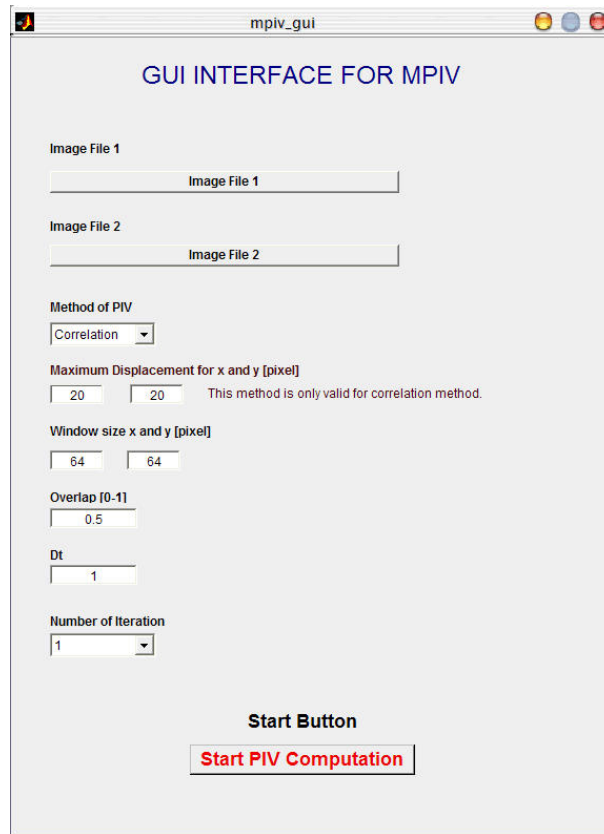 mpiv_gui
GUI INTERFACE FOR MPIV
Image File 1
Image File 1
Image File 2
Image File 2
Method of PIV
Correlation
Maximum Displacement for x and y [pixel]
20 20 This method is only valid for correlation method.
Window size x and y [pixel]
64 64
Overlap [0-1]
0.5
Dt
1
Number of Iteration
1
Start Button
Start PIV Computation